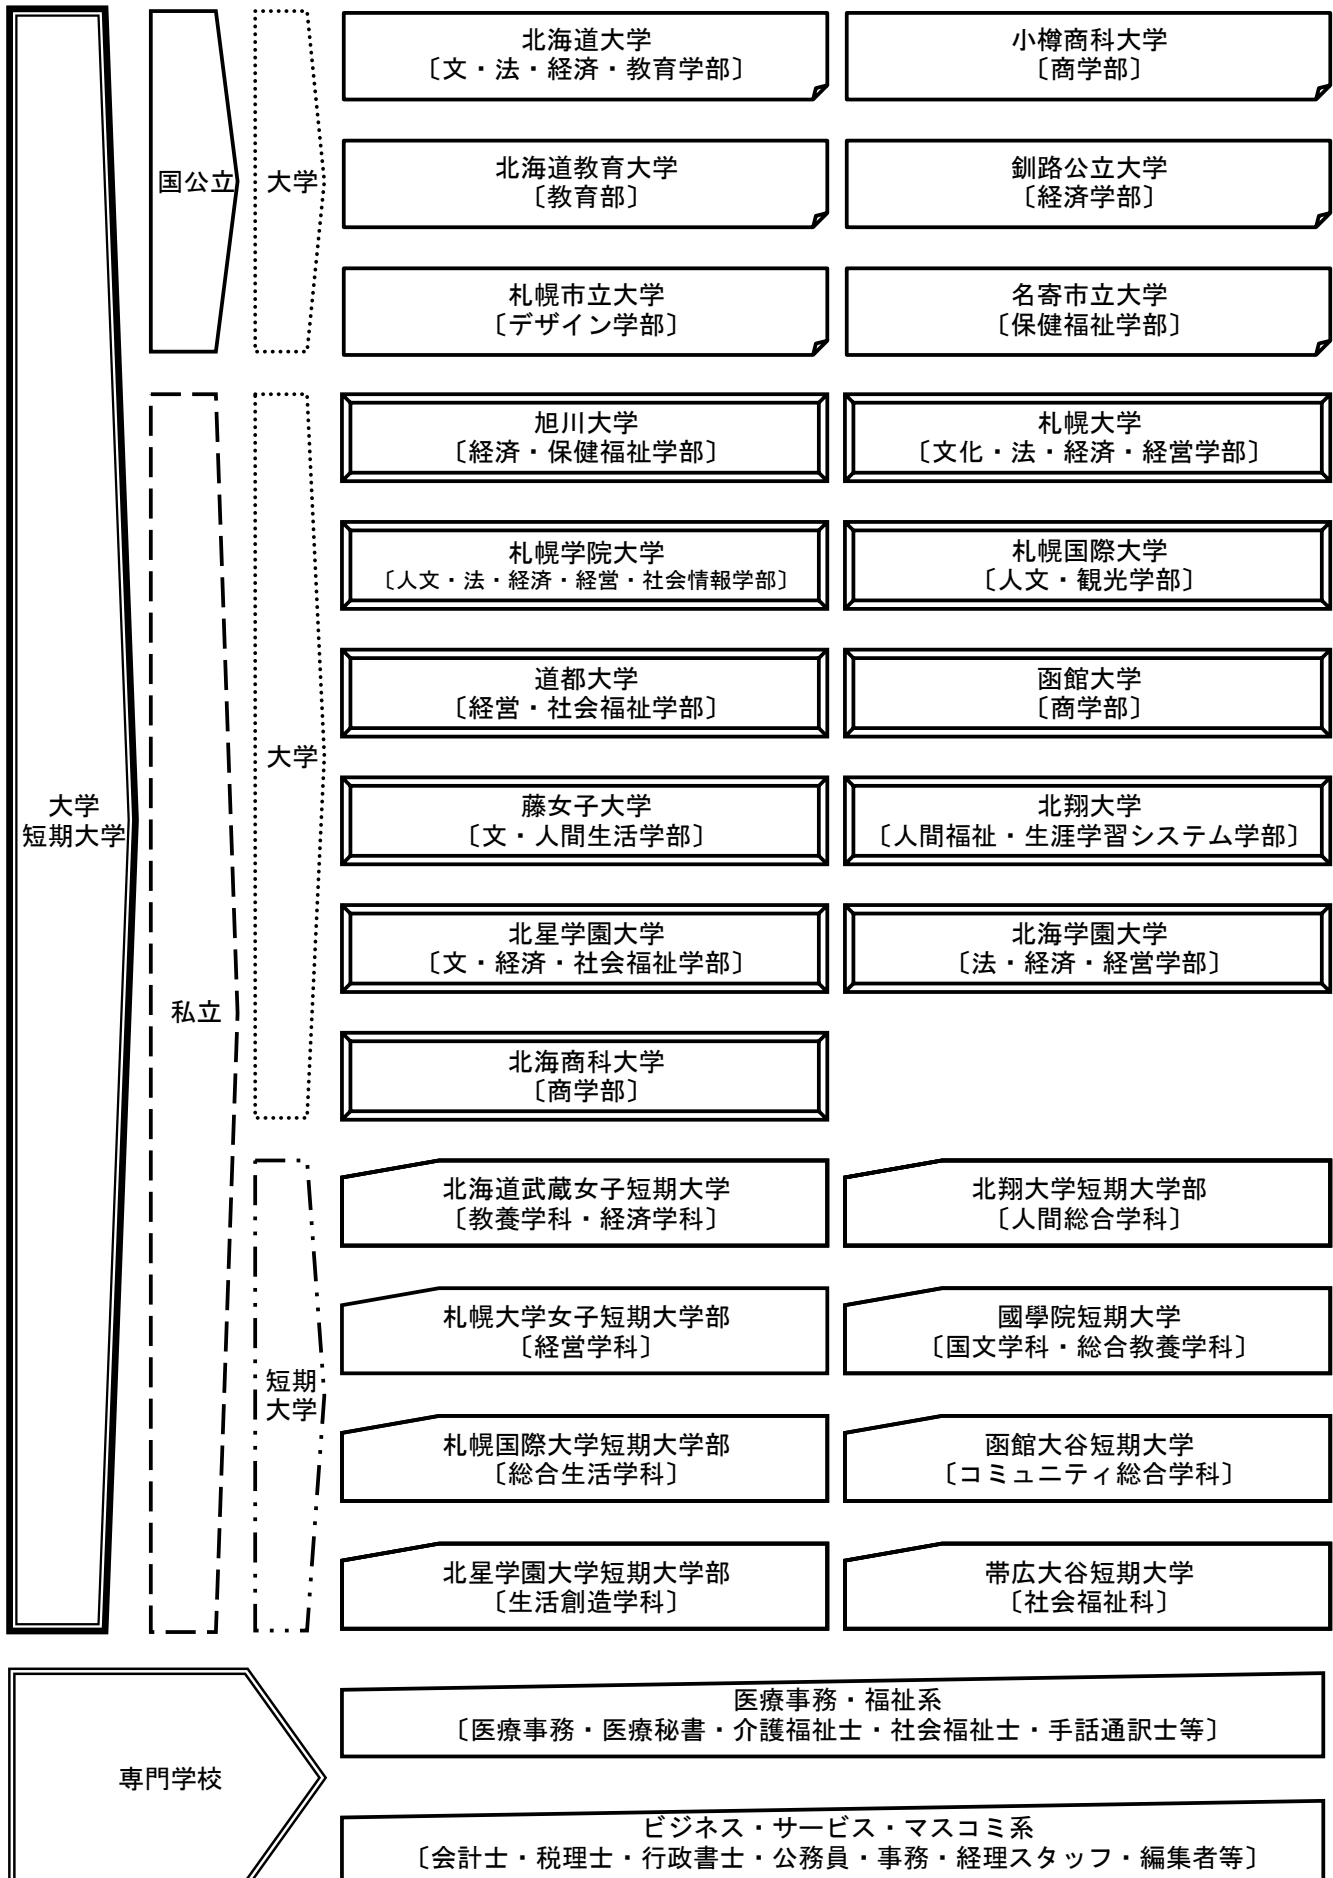 大学
短期大学
国公立
大学
北海道大学
〔文・法・経済・教育学部〕
小樽商科大学
〔商学部〕
北海道教育大学
〔教育部〕
釧路公立大学
〔経済学部〕
札幌市立大学
〔デザイン学部〕
名寄市立大学
〔保健福祉学部〕
私立
大学
旭川大学
〔経済・保健福祉学部〕
札幌大学
〔文化・法・経済・経営学部〕
札幌学院大学
〔人文・法・経済・経営・社会情報学部〕
札幌国際大学
〔人文・観光学部〕
道都大学
〔経営・社会福祉学部〕
函館大学
〔商学部〕
藤女子大学
〔文・人間生活学部〕
北翔大学
〔人間福祉・生涯学習システム学部〕
北星学園大学
〔文・経済・社会福祉学部〕
北海学園大学
〔法・経済・経営学部〕
北海商科大学
〔商学部〕
短期
大学
北海道武蔵女子短期大学
〔教養学科・経済学科〕
北翔大学短期大学部
〔人間総合学科〕
札幌大学女子短期大学部
〔経営学科〕
國學院短期大学
〔国文学科・総合教養学科〕
札幌国際大学短期大学部
〔総合生活学科〕
函館大谷短期大学
〔コミュニティ総合学科〕
北星学園大学短期大学部
〔生活創造学科〕
帯広大谷短期大学
〔社会福祉科〕
専門学校
医療事務・福祉系
〔医療事務・医療秘書・介護福祉士・社会福祉士・手話通訳士等〕
ビジネス・サービス・マスコミ系
〔会計士・税理士・行政書士・公務員・事務・経理スタッフ・編集者等〕